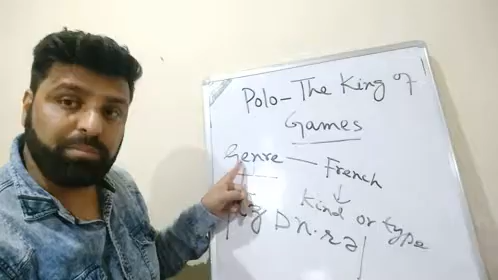 Polo - The King of
Games
Genre — French
Kind or type